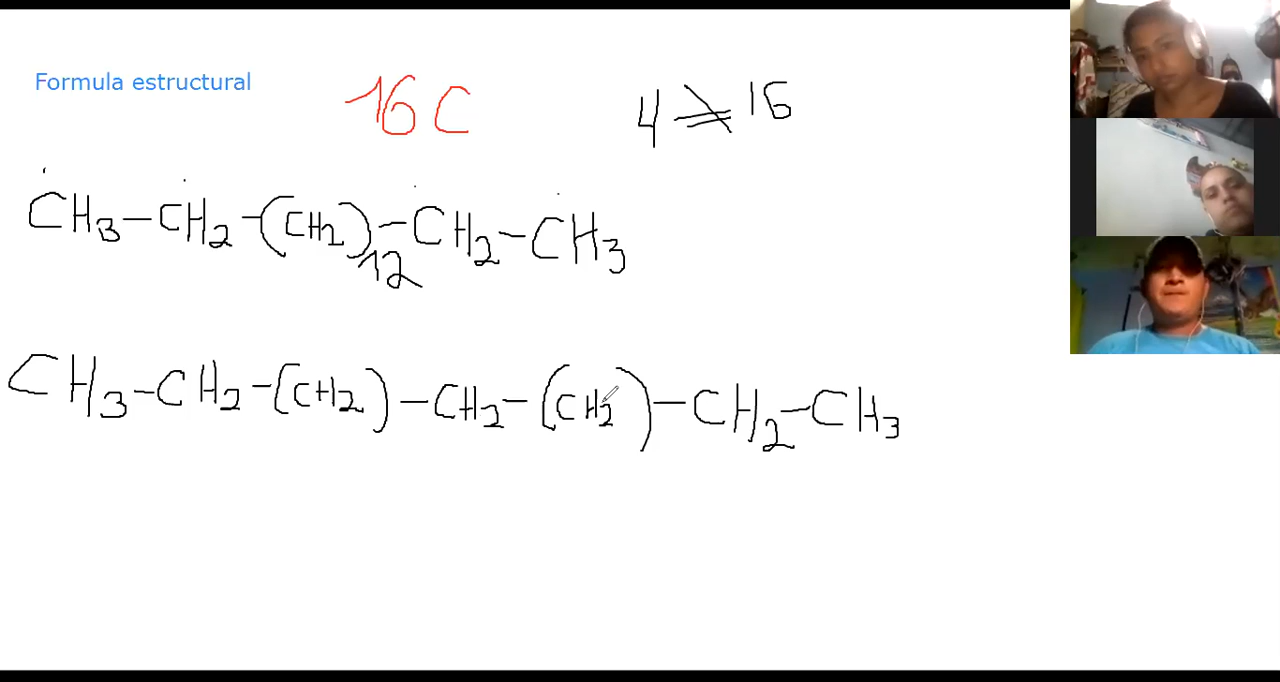 Formula estructural
16 C
4 ≠> 16
CH3-CH2-(CH2)12-CH2-CH3
CH3-CH2-(CH2)-CH2-(CH2)-CH2-CH3